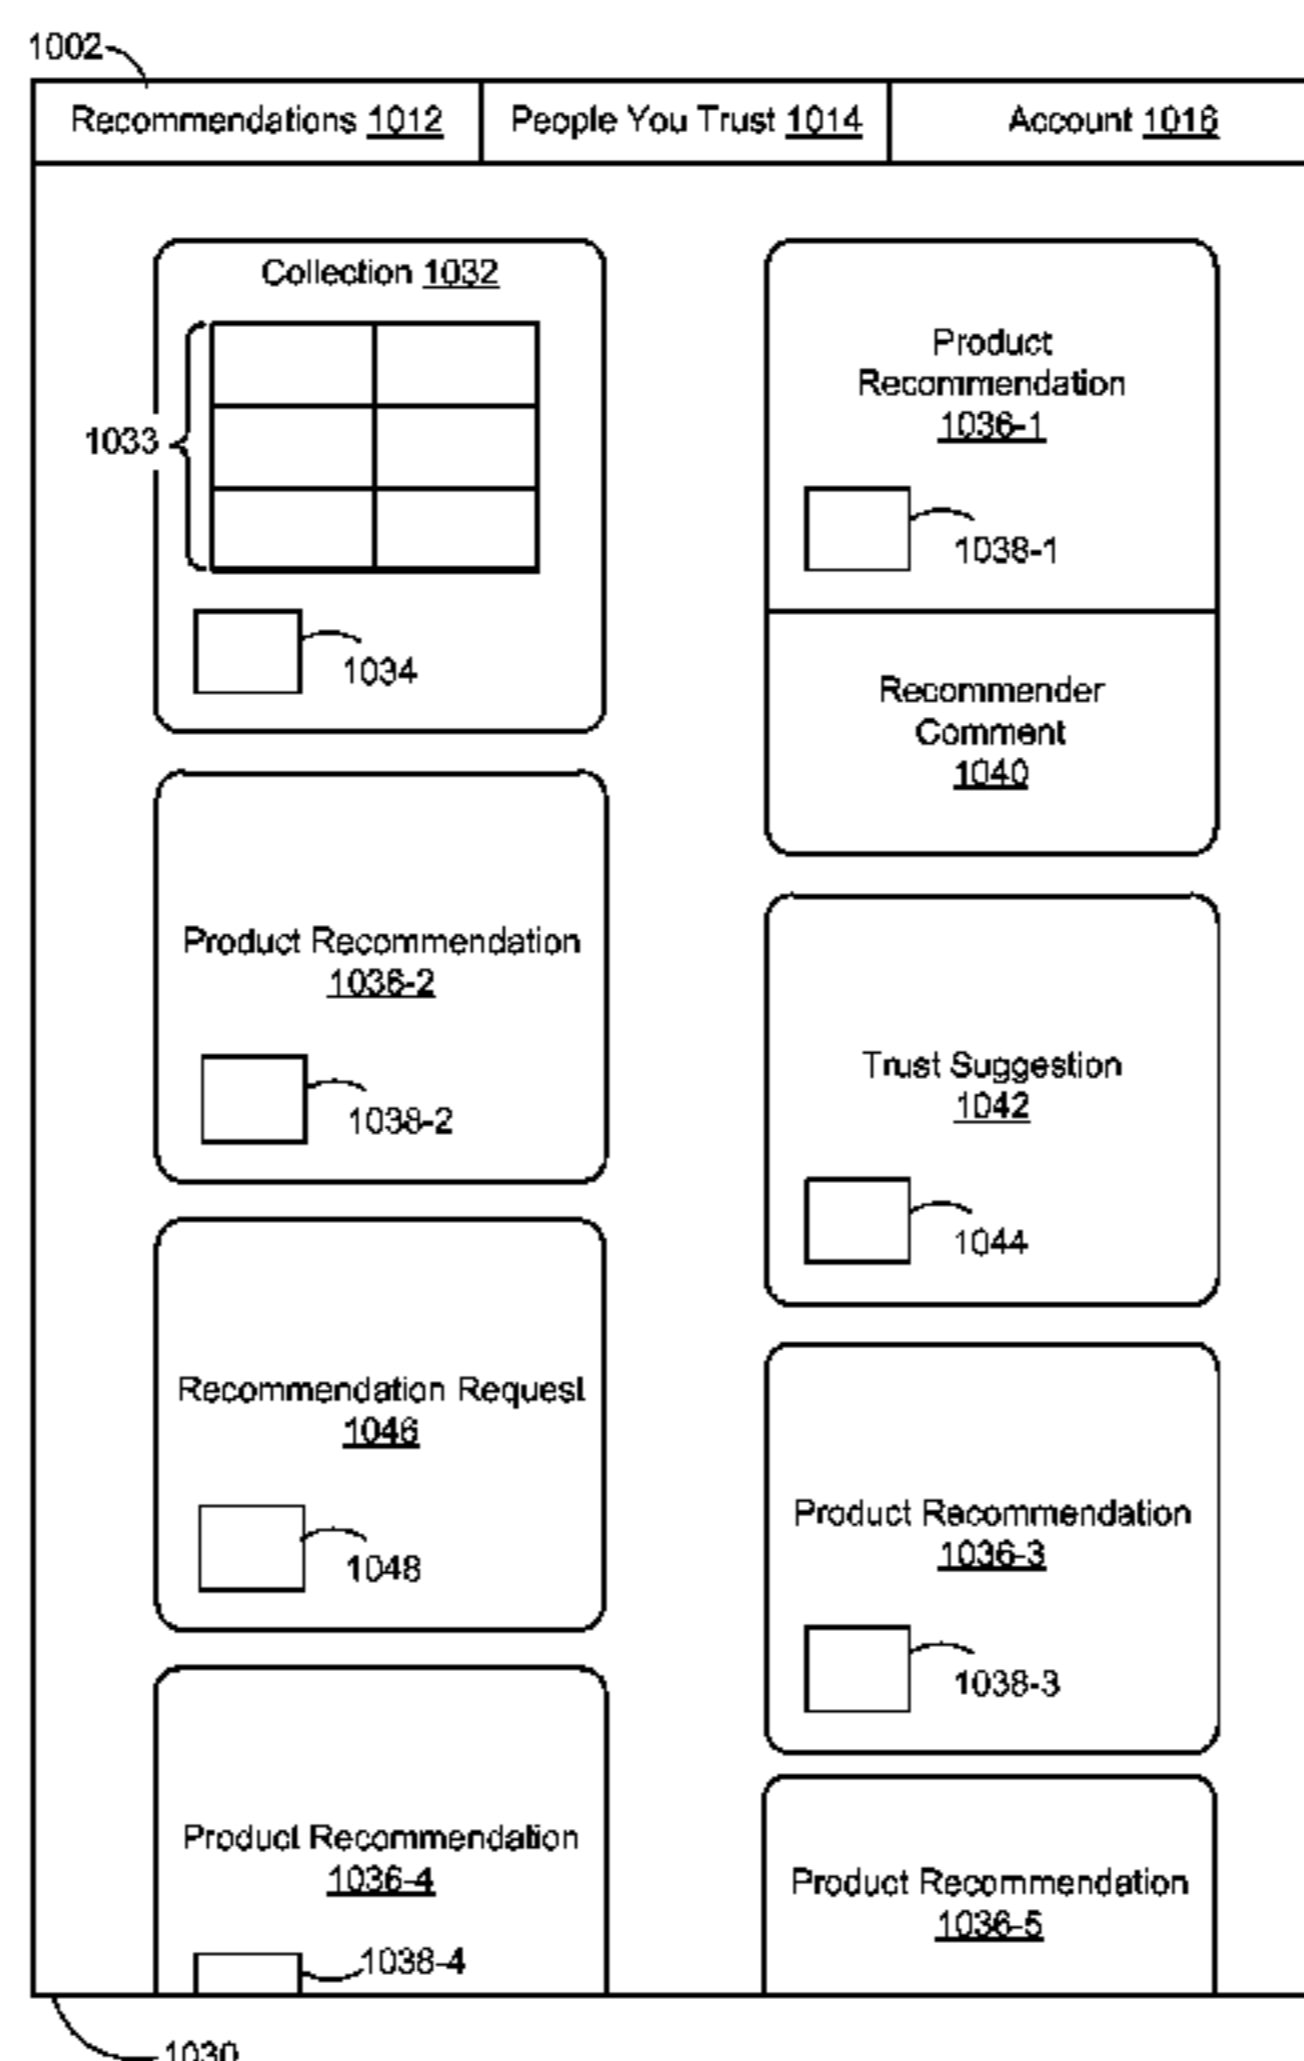 1002
Recommendations 1012
People You Trust 1014
Account 1016
Collection 1032
1033
1034
Product
Recommendation
1036-1
1038-1
Recommender
Comment
1040
Product Recommendation
1036-2
1038-2
Trust Suggestion
1042
1044
Recommendation Request
1046
1048
Product Recommendation
1036-3
1038-3
Product Recommendation
1036-4
1038-4
Product Recommendation
1036-5
1030